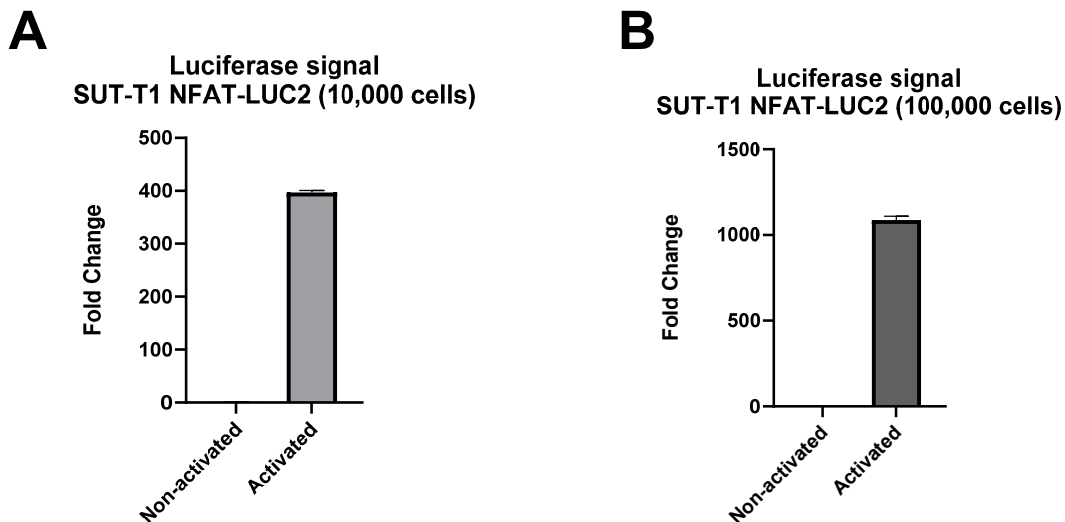 A
Luciferase signal
SUT-T1 NFAT-LUC2 (10,000 cells)
500
400
300
200
100
0
Fold Change
Non-activated
Activated
B
Luciferase signal
SUT-T1 NFAT-LUC2 (100,000 cells)
1500
1000
500
0
Fold Change
Non-activated
Activated